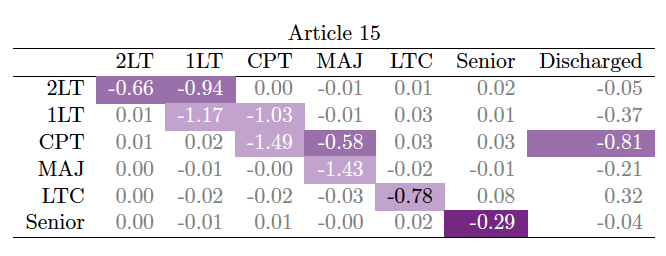 Article 15
2LT 1LT CPT MAJ LTC Senior Discharged
2LT -0.66 -0.94 0.00 -0.01 0.01 0.02 -0.05
1LT 0.01 -1.17 -1.03 -0.01 0.03 0.01 -0.37
CPT 0.01 0.02 -1.49 -0.58 0.03 0.03 -0.81
MAJ 0.00 -0.01 -0.00 -1.43 -0.02 -0.01 -0.21
LTC 0.00 -0.02 -0.02 -0.03 -0.78 0.08 0.32
Senior 0.00 -0.01 0.01 -0.00 0.02 -0.29 -0.04